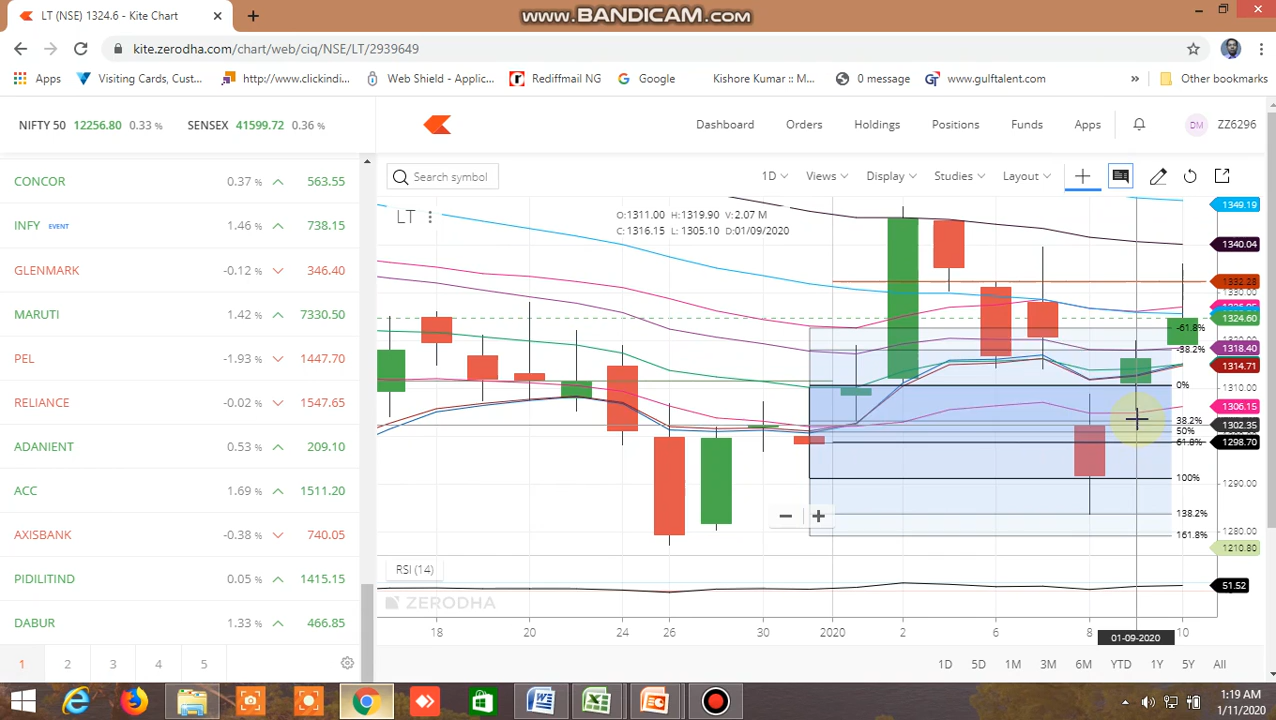 LT (NSE) 1324.6 - Kite Chart
www.BANDICAM.com
kite.zerodha.com/chart/web/ciq/NSE/LT/2939649
Apps
Visiting Cards, Cust...
http://www.clickindi...
Web Shield - Applic...
Rediffmail NG
Google
Kishore Kumar :: M...
0 message
www.gulftalent.com
»
Other bookmarks
NIFTY 50 12256.80 0.33 %
SENSEX 41599.72 0.36 %
Dashboard Orders Holdings Positions Funds Apps
DM ZZ6296
CONCOR 0.37 % 563.55
INFY EVENT 1.46 % 738.15
GLENMARK -0.12 % 346.40
MARUTI 1.42 % 7330.50
PEL -1.93 % 1447.70
RELIANCE -0.02 % 1547.65
ADANIENT 0.53 % 209.10
ACC 1.69 % 1511.20
AXISBANK -0.38 % 740.05
PIDILITIND 0.05 % 1415.15
DABUR 1.33 % 466.85
1 2 3 4 5
Search symbol
1D Views Display Studies Layout
LT
O:1311.00 H:1319.90 V:2.07 M
C:1316.15 L:1305.10 D:01/09/2020
1349.19
1340.04
1332.28
1330.00
1324.60
-61.8%
1318.40
-38.2%
1314.71
1310.00
0%
1306.15
38.2%
1302.35
50%
61.8%
1298.70
100%
1290.00
138.2%
1280.00
161.8%
1210.80
RSI (14)
51.52
ZERODHA
18 20 24 26 30 2020 2 6 8 10
01-09-2020
1D 5D 1M 3M 6M YTD 1Y 5Y All
1:19 AM
1/11/2020